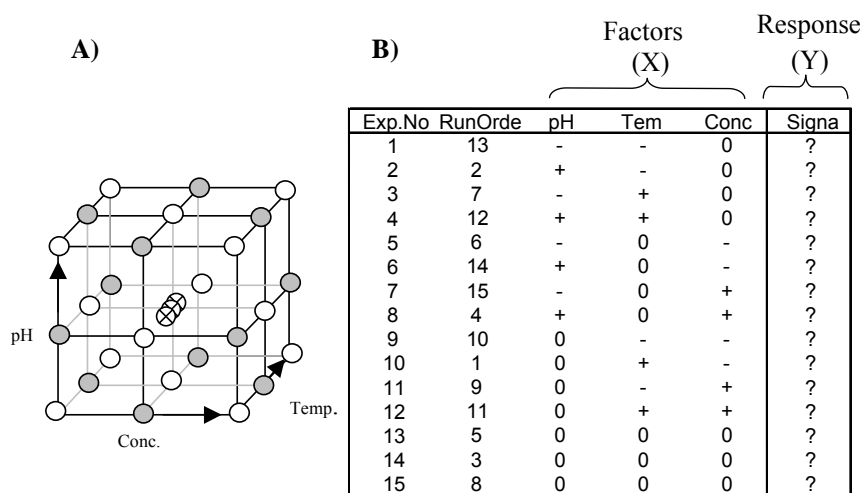 A)
pH
Conc.
Temp.
B)
Factors
(X)
Response
(Y)
Exp.No RunOrde pH Tem Conc Signa
1 13 - - 0 ?
2 2 + - 0 ?
3 7 - + 0 ?
4 12 + + 0 ?
5 6 - 0 - ?
6 14 + 0 - ?
7 15 - 0 + ?
8 4 + 0 + ?
9 10 0 - - ?
10 1 0 + - ?
11 9 0 - + ?
12 11 0 + + ?
13 5 0 0 0 ?
14 3 0 0 0 ?
15 8 0 0 0 ?